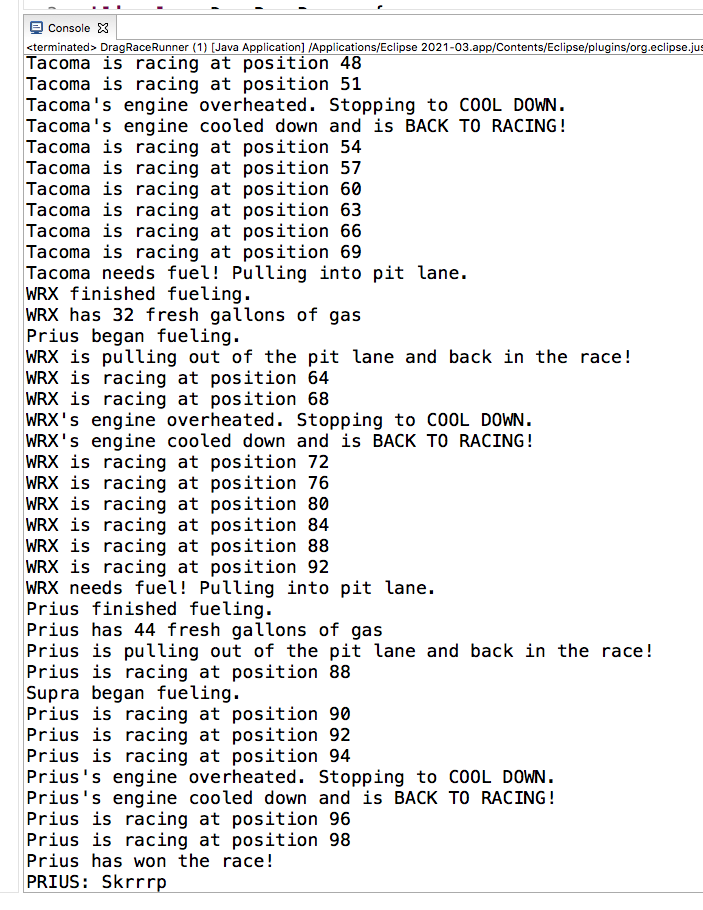 Console
<terminated> DragRaceRunner (1) [Java Application] /Applications/Eclipse 2021-03.app/Contents/Eclipse/plugins/org.eclipse.jus
Tacoma is racing at position 48
Tacoma is racing at position 51
Tacoma's engine overheated. Stopping to COOL DOWN.
Tacoma's engine cooled down and is BACK TO RACING!
Tacoma is racing at position 54
Tacoma is racing at position 57
Tacoma is racing at position 60
Tacoma is racing at position 63
Tacoma is racing at position 66
Tacoma is racing at position 69
Tacoma needs fuel! Pulling into pit lane.
WRX finished fueling.
WRX has 32 fresh gallons of gas
Prius began fueling.
WRX is pulling out of the pit lane and back in the race!
WRX is racing at position 64
WRX is racing at position 68
WRX's engine overheated. Stopping to COOL DOWN.
WRX's engine cooled down and is BACK TO RACING!
WRX is racing at position 72
WRX is racing at position 76
WRX is racing at position 80
WRX is racing at position 84
WRX is racing at position 88
WRX is racing at position 92
WRX needs fuel! Pulling into pit lane.
Prius finished fueling.
Prius has 44 fresh gallons of gas
Prius is pulling out of the pit lane and back in the race!
Prius is racing at position 88
Supra began fueling.
Prius is racing at position 90
Prius is racing at position 92
Prius is racing at position 94
Prius's engine overheated. Stopping to COOL DOWN.
Prius's engine cooled down and is BACK TO RACING!
Prius is racing at position 96
Prius is racing at position 98
Prius has won the race!
PRIUS: Skrrrp